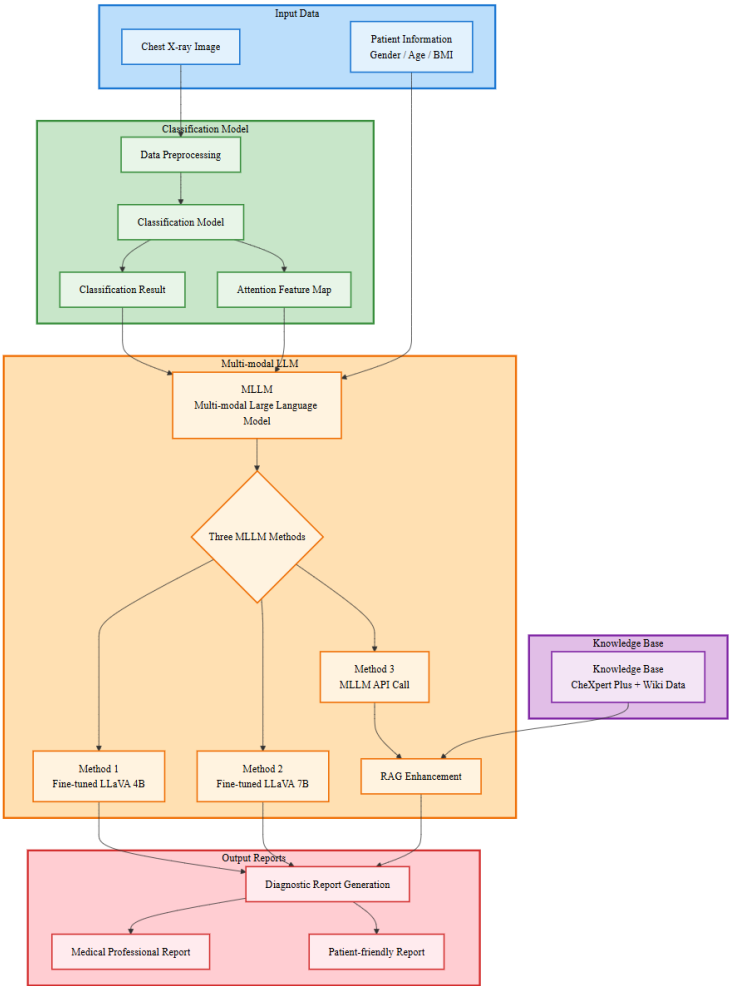 Input Data
Chest X-ray Image
Patient Information
Gender / Age / BMI
Classification Model
Data Preprocessing
Classification Model
Classification Result
Attention Feature Map
Multi-modal LLM
MLLM
Multi-modal Large Language
Model
Three MLLM Methods
Method 3
MLLM API Call
Knowledge Base
Knowledge Base
CheXpert Plus + Wiki Data
Method 1
Fine-tuned LLaVA 4B
Method 2
Fine-tuned LLaVA 7B
RAG Enhancement
Output Reports
Diagnostic Report Generation
Medical Professional Report
Patient-friendly Report